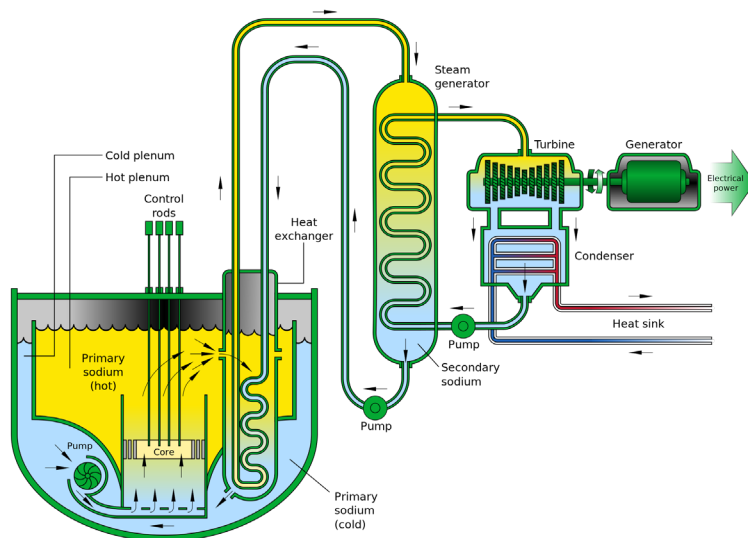 Steam
generator
Turbine
Generator
Electrical
power
Cold plenum
Hot plenum
Control
rods
Heat
exchanger
Condenser
Heat sink
Pump
Primary
sodium
(hot)
Secondary
sodium
Pump
Pump
Core
Primary
sodium
(cold)